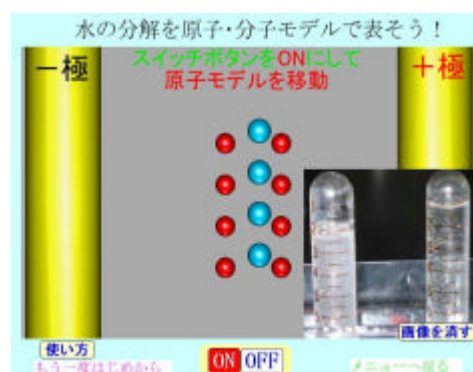 水の分解を原子・分子モデルで表そう！
スイッチボタンをONにして
原子モデルを移動
－極
＋極
画像を消す
使い方
もう一度はじめから
ON OFF
メニューへ戻る